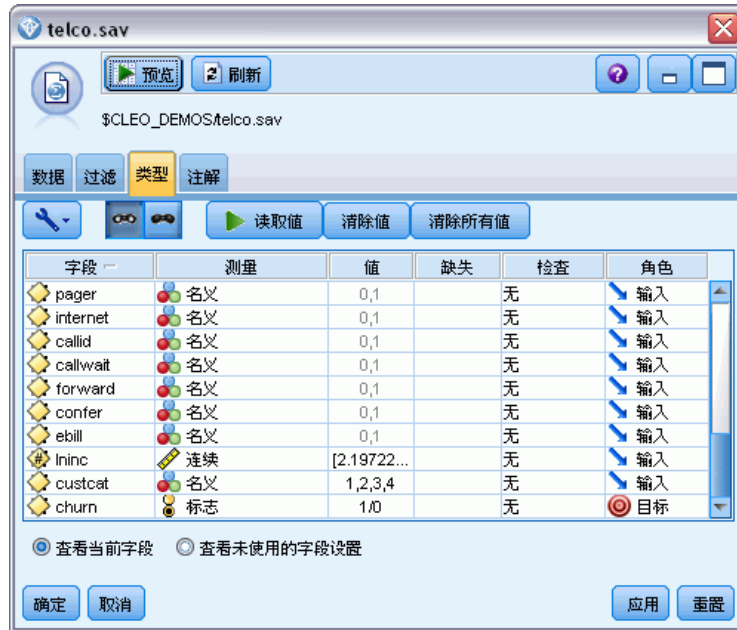 telco.sav
预览 刷新
$CLEO_DEMOS/telco.sav
数据 过滤 类型 注解
读取值 清除值 清除所有值
字段 测量 值 缺失 检查 角色
pager 名义 0,1 无 输入
internet 名义 0,1 无 输入
callid 名义 0,1 无 输入
callwait 名义 0,1 无 输入
forward 名义 0,1 无 输入
confer 名义 0,1 无 输入
ebill 名义 0,1 无 输入
lninc 连续 [2.19722... 无 输入
custcat 名义 1,2,3,4 无 输入
churn 标志 1/0 无 目标
查看当前字段 查看未使用的字段设置
确定 取消 应用 重置